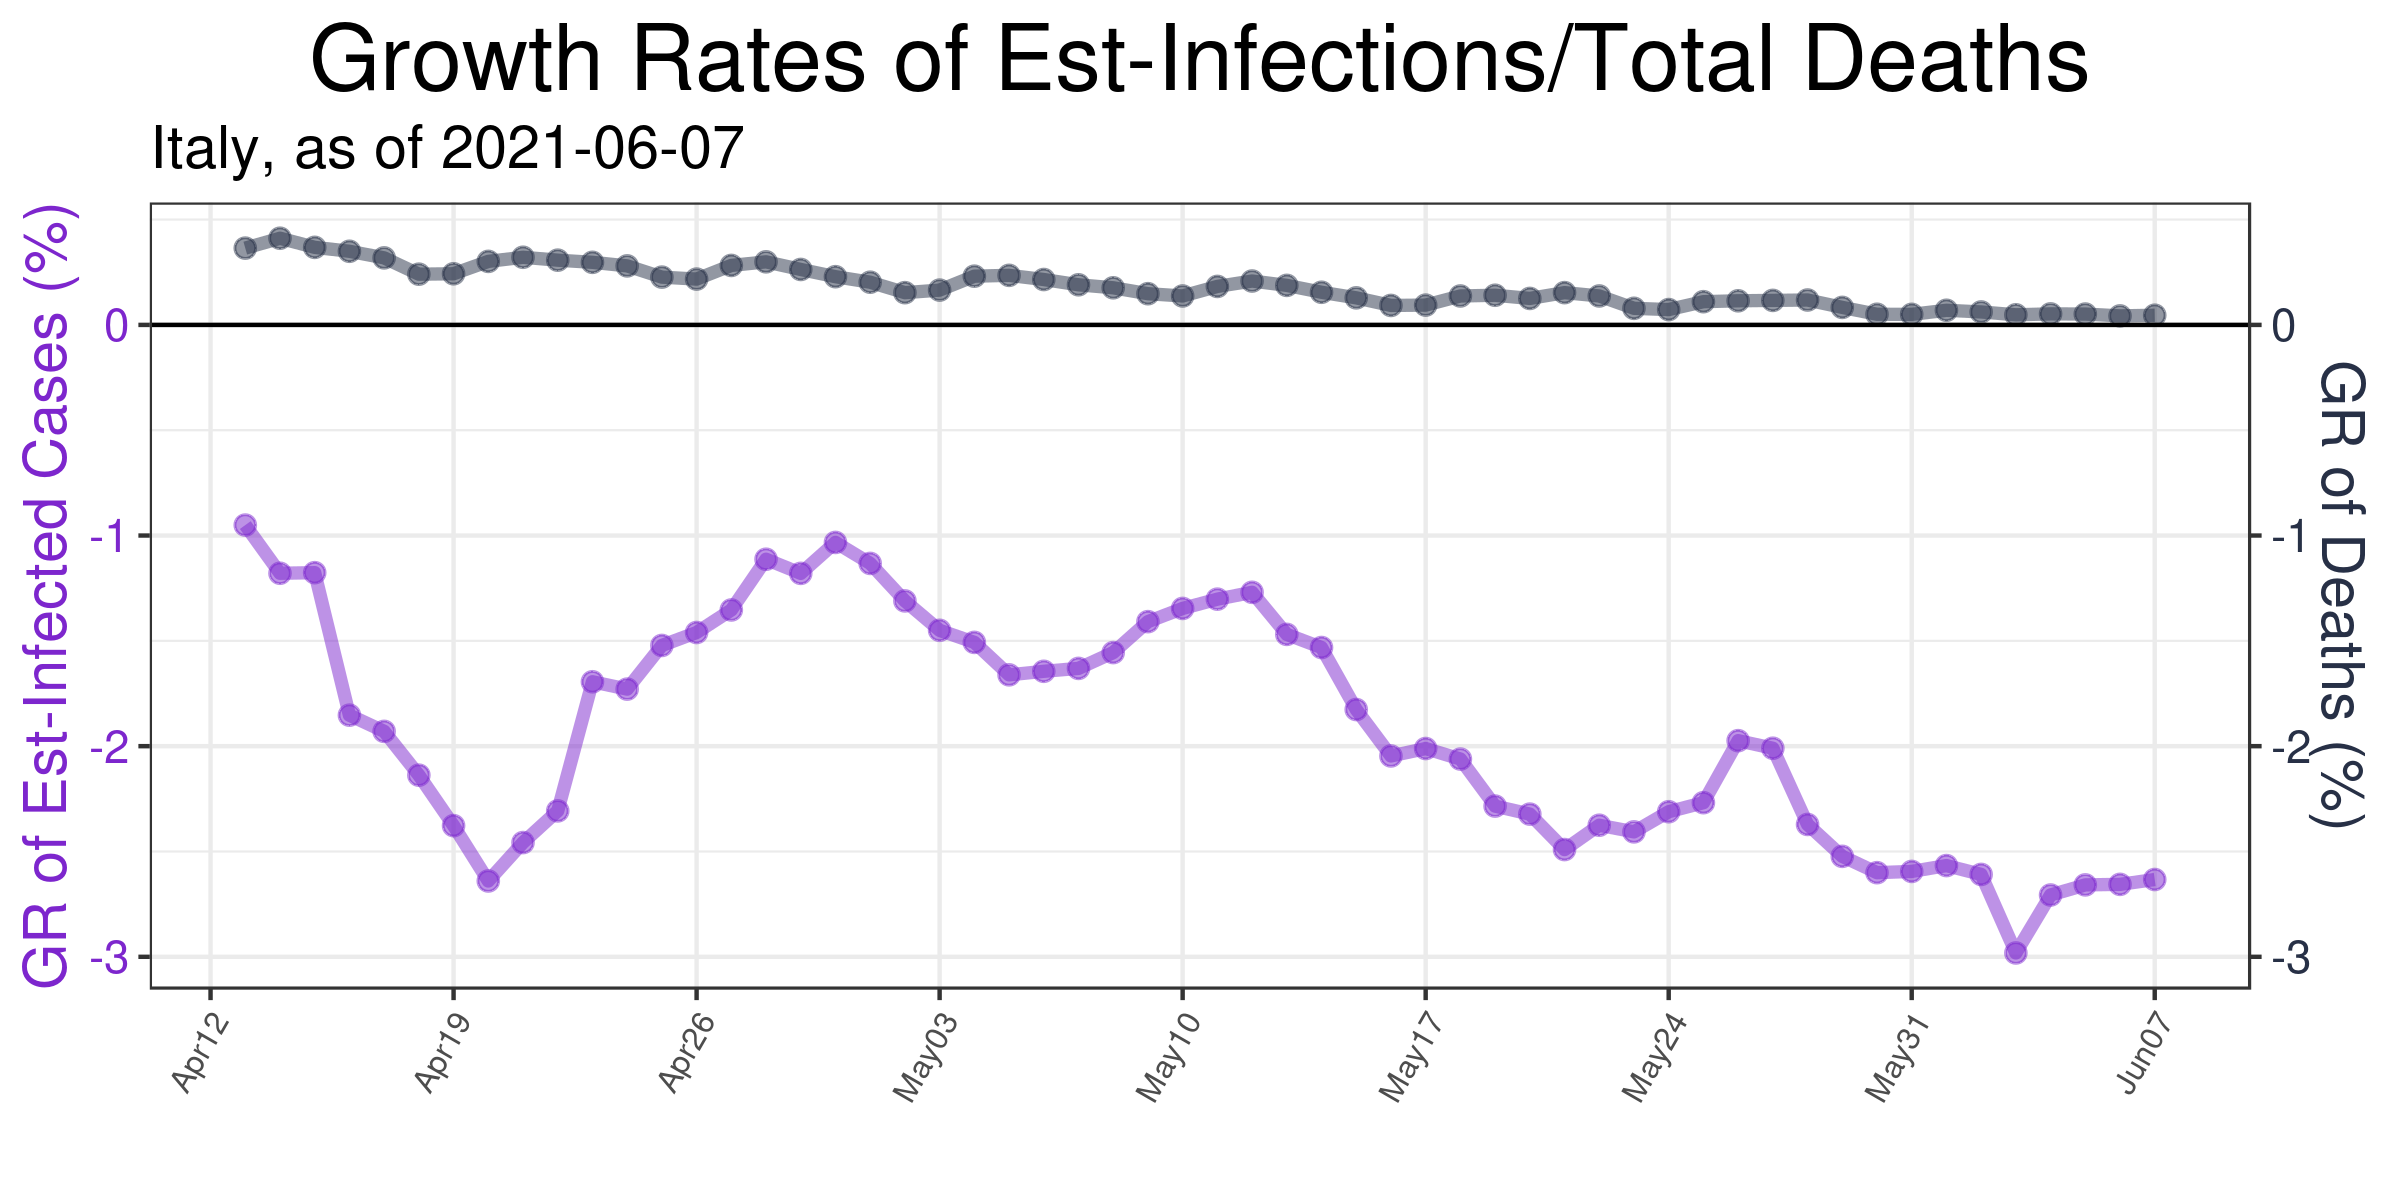 Growth Rates of Est-Infections/Total Deaths
Italy, as of 2021-06-07
GR of Est-Infected Cases (%)
0
-1
-2
-3
0
-1
-2
-3
GR of Deaths (%)
Apr12
Apr19
Apr26
May03
May10
May17
May24
May31
Jun07